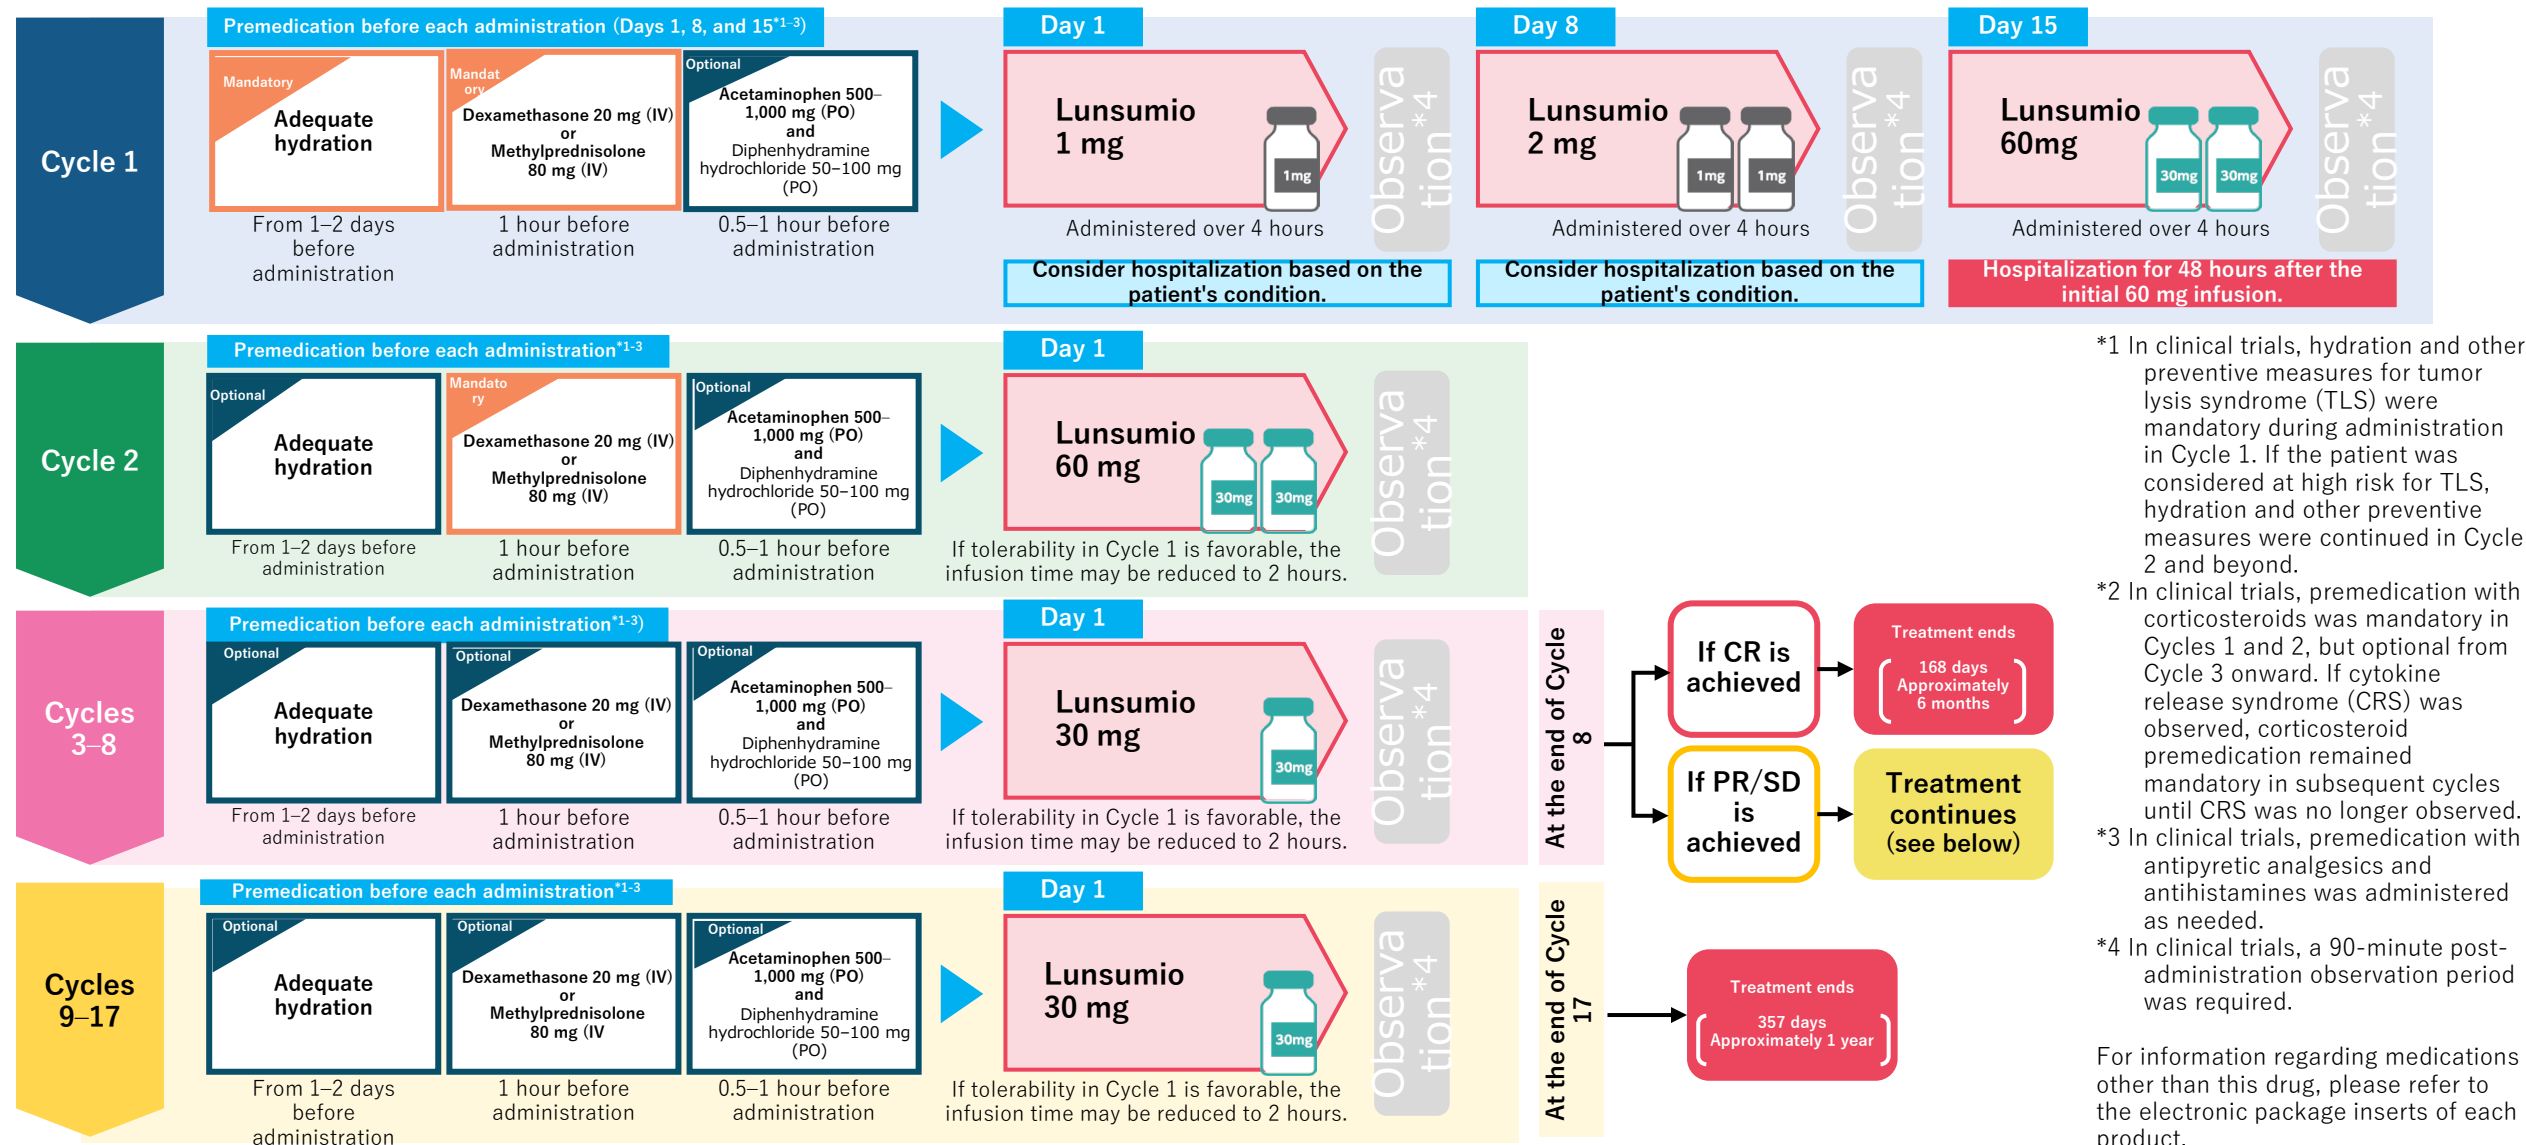 Cycle 1
Premedication before each administration (Days 1, 8, and 15*1–3)
Mandatory
Adequate
hydration
From 1–2 days
before
administration
Mandat
ory
Dexamethasone 20 mg (IV)
or
Methylprednisolone
80 mg (IV)
1 hour before
administration
Optional
Acetaminophen 500–
1,000 mg (PO)
and
Diphenhydramine
hydrochloride 50–100 mg
(PO)
0.5–1 hour before
administration
Day 1
Lunsumio
1 mg
1mg
Administered over 4 hours
Observa
tion*4
Consider hospitalization based on the
patient's condition.
Day 8
Lunsumio
2 mg
1mg
1mg
Administered over 4 hours
Observa
tion*4
Consider hospitalization based on the
patient's condition.
Day 15
Lunsumio
60mg
30mg
30mg
Administered over 4 hours
Observa
tion*4
Hospitalization for 48 hours after the
initial 60 mg infusion.
Cycle 2
Premedication before each administration*1-3
Optional
Adequate
hydration
From 1–2 days before
administration
Mandato
ry
Dexamethasone 20 mg (IV)
or
Methylprednisolone
80 mg (IV)
1 hour before
administration
Optional
Acetaminophen 500–
1,000 mg (PO)
and
Diphenhydramine
hydrochloride 50–100 mg
(PO)
0.5–1 hour before
administration
Day 1
Lunsumio
60 mg
30mg
30mg
If tolerability in Cycle 1 is favorable, the
infusion time may be reduced to 2 hours.
Observa
tion*4
Cycles
3–8
Premedication before each administration*1-3)
Optional
Adequate
hydration
From 1–2 days before
administration
Optional
Dexamethasone 20 mg (IV)
or
Methylprednisolone
80 mg (IV)
1 hour before
administration
Optional
Acetaminophen 500–
1,000 mg (PO)
and
Diphenhydramine
hydrochloride 50–100 mg
(PO)
0.5–1 hour before
administration
Day 1
Lunsumio
30 mg
30mg
If tolerability in Cycle 1 is favorable, the
infusion time may be reduced to 2 hours.
Observa
tion*4
At the end of Cycle
8
If CR is
achieved
Treatment ends
168 days
Approximately
6 months
If PR/SD
is
achieved
Treatment
continues
(see below)
Cycles
9–17
Premedication before each administration*1-3
Optional
Adequate
hydration
From 1–2 days
before
administration
Optional
Dexamethasone 20 mg (IV)
or
Methylprednisolone
80 mg (IV
1 hour before
administration
Optional
Acetaminophen 500–
1,000 mg (PO)
and
Diphenhydramine
hydrochloride 50–100 mg
(PO)
0.5–1 hour before
administration
Day 1
Lunsumio
30 mg
30mg
If tolerability in Cycle 1 is favorable, the
infusion time may be reduced to 2 hours.
Observa
tion*4
At the end of Cycle
17
Treatment ends
357 days
Approximately 1 year
*1 In clinical trials, hydration and other
preventive measures for tumor
lysis syndrome (TLS) were
mandatory during administration
in Cycle 1. If the patient was
considered at high risk for TLS,
hydration and other preventive
measures were continued in Cycle
2 and beyond.
*2 In clinical trials, premedication with
corticosteroids was mandatory in
Cycles 1 and 2, but optional from
Cycle 3 onward. If cytokine
release syndrome (CRS) was
observed, corticosteroid
premedication remained
mandatory in subsequent cycles
until CRS was no longer observed.
*3 In clinical trials, premedication with
antipyretic analgesics and
antihistamines was administered
as needed.
*4 In clinical trials, a 90-minute post-
administration observation period
was required.
For information regarding medications
other than this drug, please refer to
the electronic package inserts of each
product.